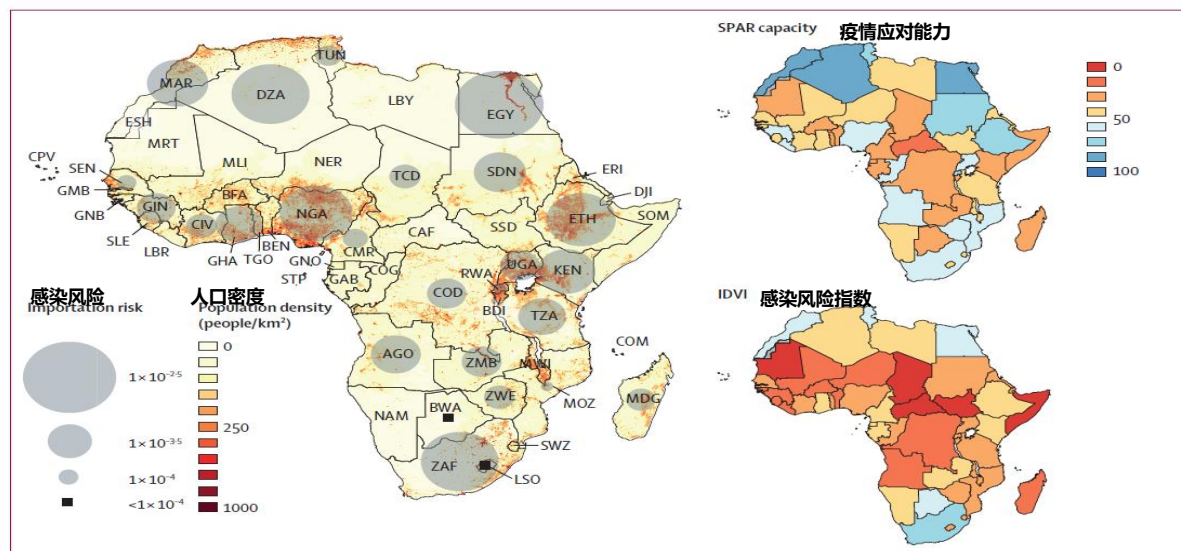 TUN
MAR
DZA
LBY
EGY
ESH
MRT
MLI
NER
CPV
SEN
TCD
SDN
ERI
GMB
DJI
BFA
GNB
GIN
NGA
ETH
SOM
CIV
SLE
LBR
GHA
TGO
BEN
GNQ
STP
CMR
CAF
SSD
GAB
COG
RWA
UGA
KEN
COD
BDI
TZA
COM
AGO
ZMB
MWI
MOZ
MDG
ZWE
NAM
BWA
SWZ
ZAF
LSO
感染风险
Importation risk
1×10⁻²⁵
1×10⁻³⁵
1×10⁻⁴
<1×10⁻⁴
人口密度
Population density
(people/km²)
0
250
1000
SPAR capacity 疫情应对能力
0
50
100
IDVI 感染风险指数